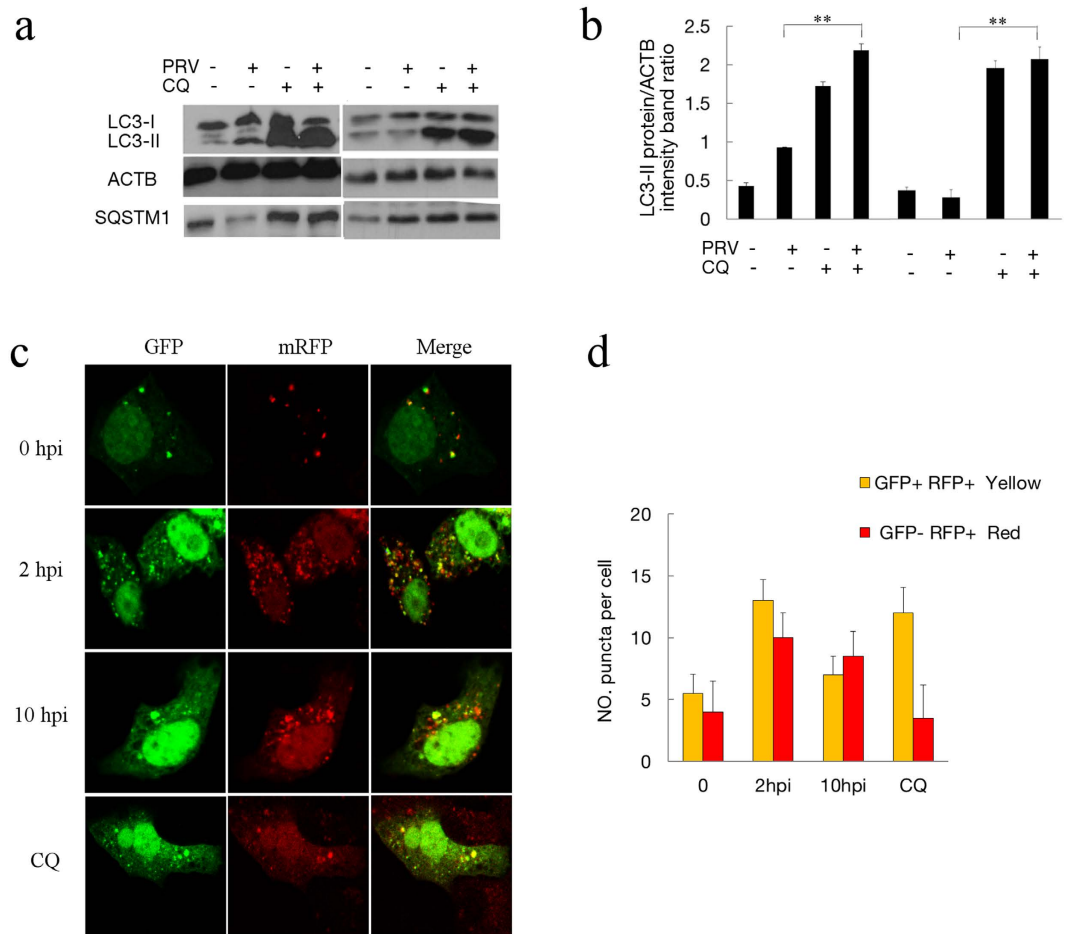 a
PRV - + - + - + - +
CQ - - + + - - + +
LC3-I
LC3-II
ACTB
SQSTM1
b
LC3-II protein/ACTB
intensity band ratio
2.5
2
1.5
1
0.5
0
** **
PRV - + - + - + - +
CQ - - + + - - + +
c
GFP mRFP Merge
0 hpi
2 hpi
10 hpi
CQ
d
GFP+ RFP+ Yellow
GFP- RFP+ Red
NO. puncta per cell
20
15
10
5
0
0 2hpi 10hpi CQ